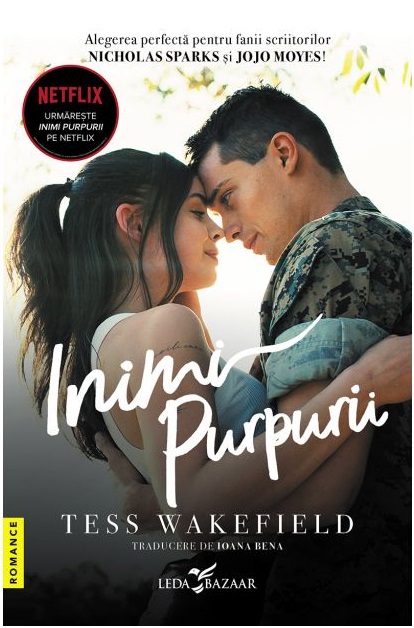 Alegerea perfectă pentru fanii scriitorilor
NICHOLAS SPARKS și JOJO MOYES!
NETFLIX
URMĂREȘTE
INIMI PURPURII
PE NETFLIX
Inimi
Purpurii
TESS WAKEFIELD
TRADUCERE DE IOANA BENA
ROMANCE
LEDA BAZAAR